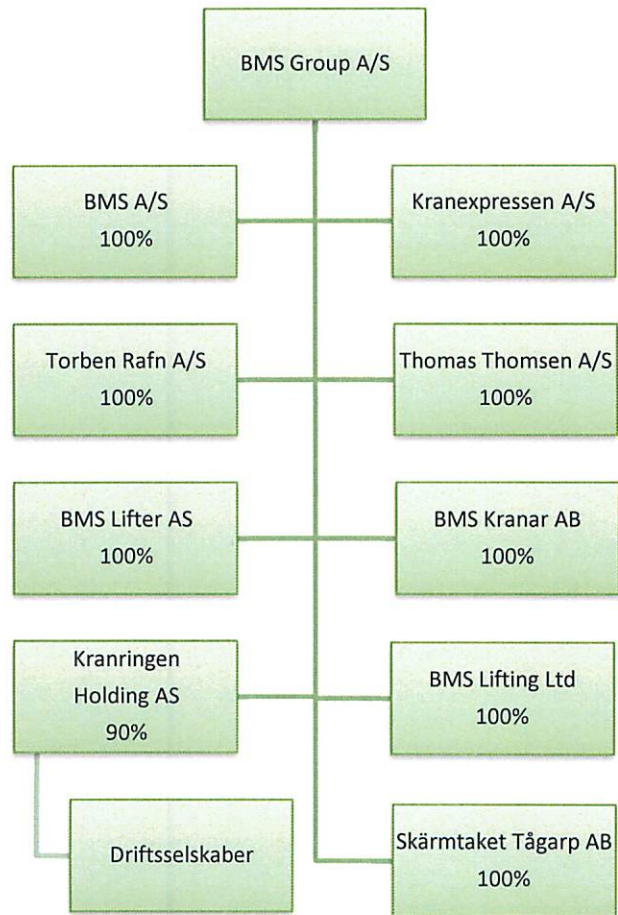 BMS Group A/S
BMS A/S
100%
Kranexpressen A/S
100%
Torben Rafn A/S
100%
Thomas Thomsen A/S
100%
BMS Lifter AS
100%
BMS Kranar AB
100%
Kranringen
Holding AS
90%
BMS Lifting Ltd
100%
Driftsselskaber
Skärmtaket Tågarp AB
100%